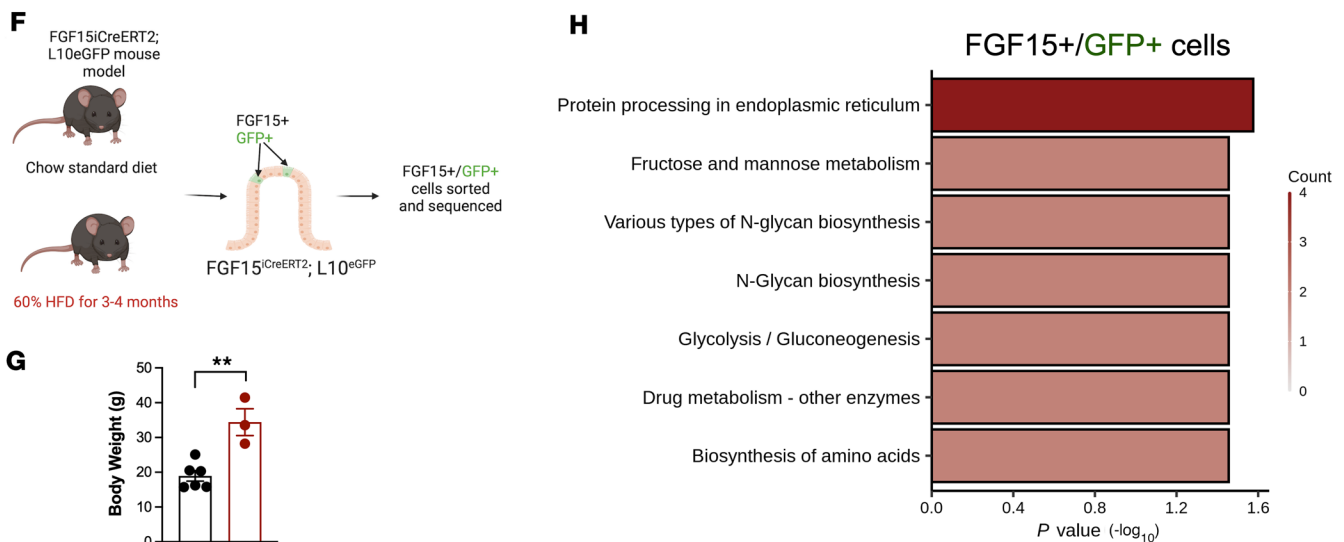 F
FGF15iCreERT2;
L10eGFP mouse
model
Chow standard diet
60% HFD for 3-4 months
FGF15+
GFP+
FGF15iCreERT2; L10eGFP
FGF15+/GFP+
cells sorted
and sequenced
G
**
Body Weight (g)
50
40
30
20
10
0
H
FGF15+/GFP+ cells
Protein processing in endoplasmic reticulum
Fructose and mannose metabolism
Various types of N-glycan biosynthesis
N-Glycan biosynthesis
Glycolysis / Gluconeogenesis
Drug metabolism - other enzymes
Biosynthesis of amino acids
0.0 0.4 0.8 1.2 1.6
P value (-log10)
Count
4
3
2
1
0